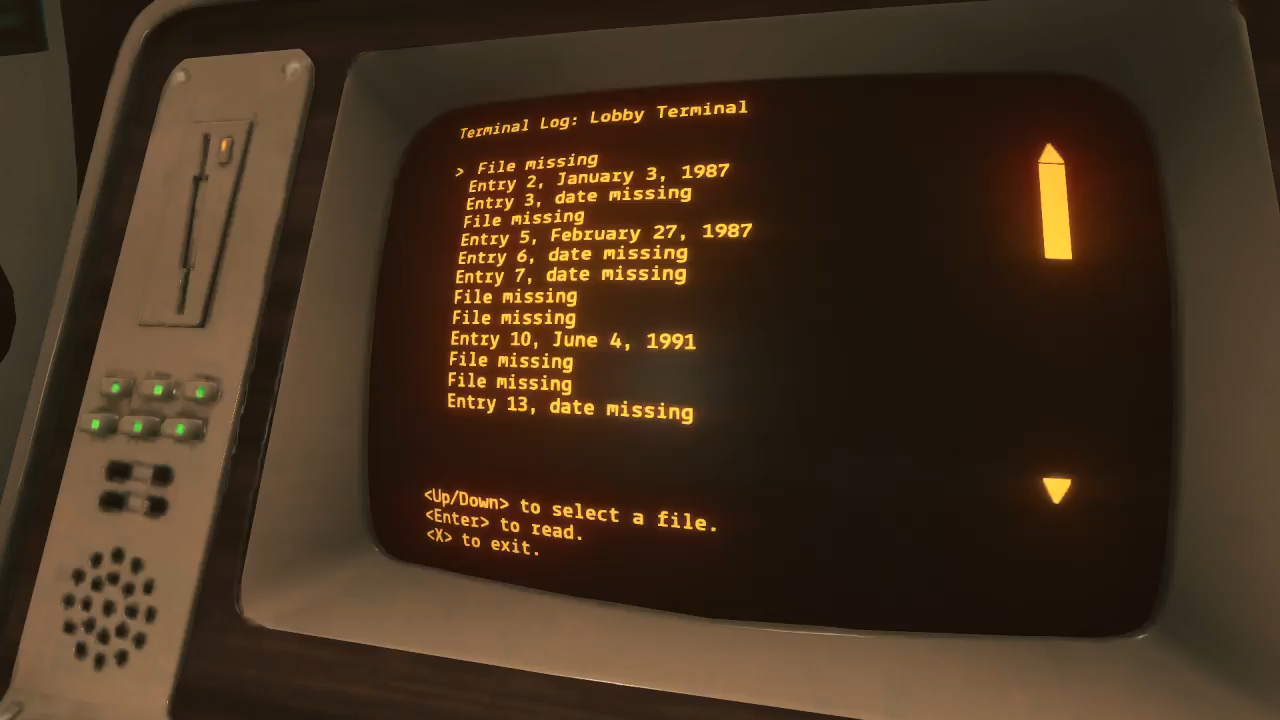 Terminal Log: Lobby Terminal
> File missing
Entry 2, January 3, 1987
Entry 3, date missing
File missing
Entry 5, February 27, 1987
Entry 6, date missing
Entry 7, date missing
File missing
File missing
Entry 10, June 4, 1991
File missing
File missing
Entry 13, date missing
<Up/Down> to select a file.
<Enter> to read.
<X> to exit.